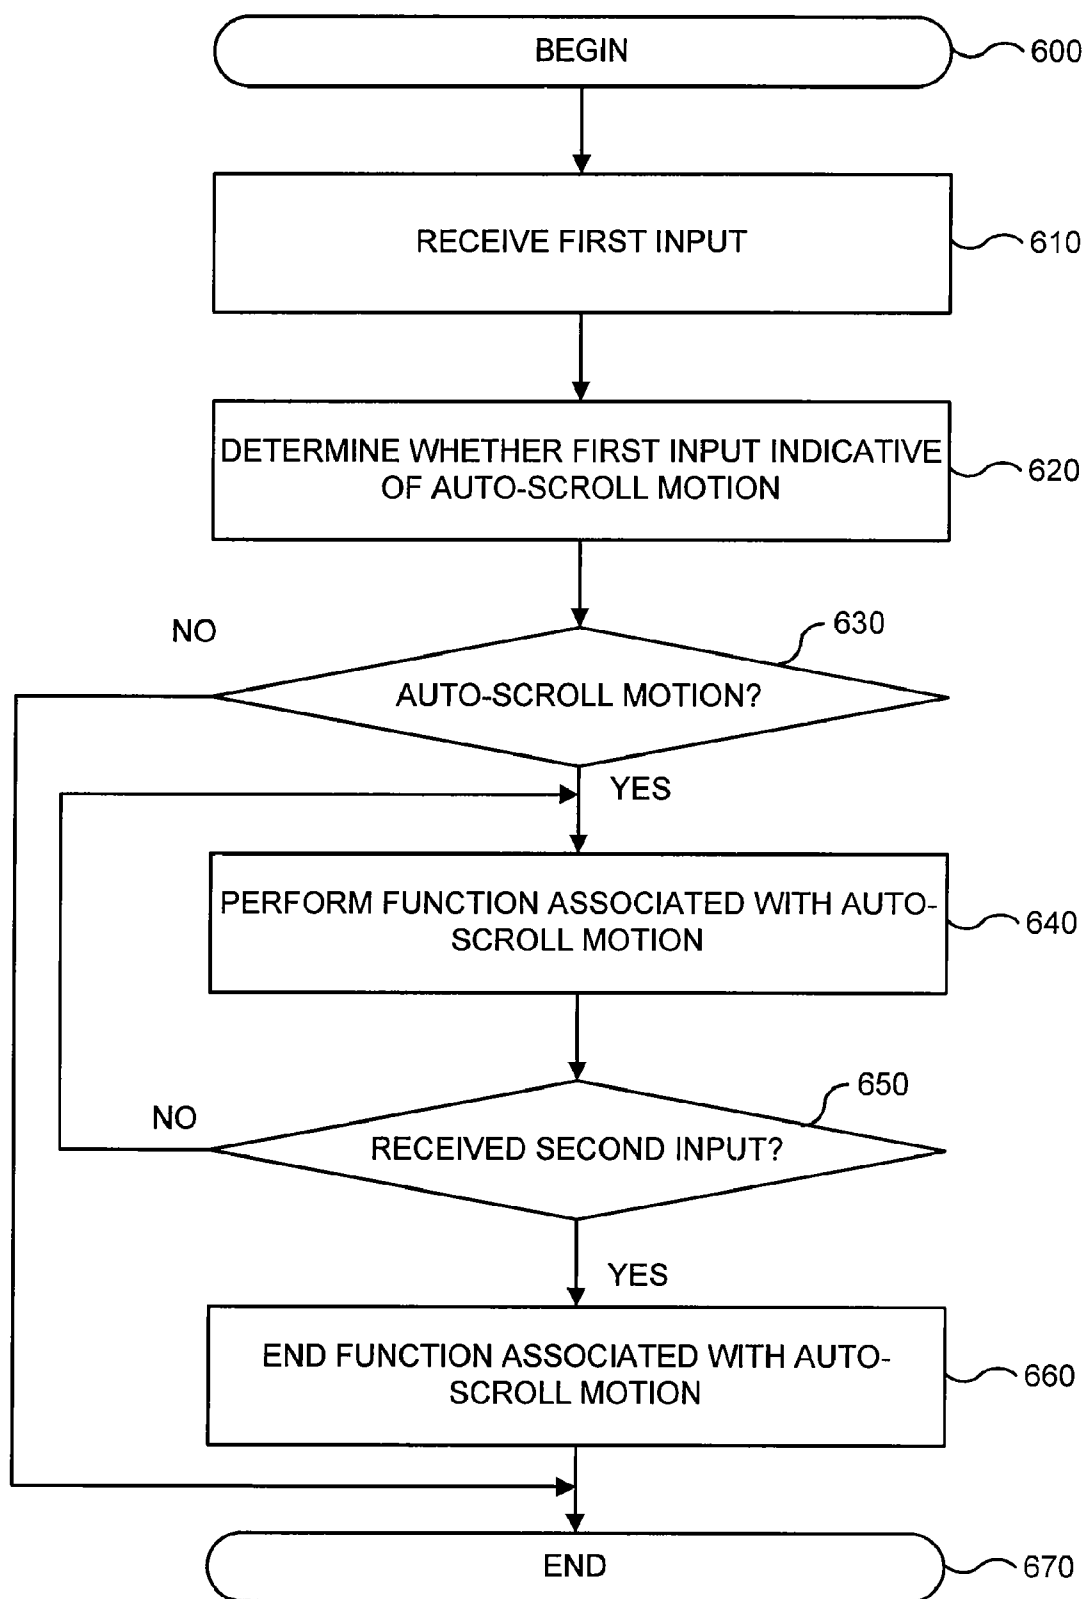 BEGIN
600
RECEIVE FIRST INPUT
610
DETERMINE WHETHER FIRST INPUT INDICATIVE
OF AUTO-SCROLL MOTION
620
NO
630
AUTO-SCROLL MOTION?
YES
PERFORM FUNCTION ASSOCIATED WITH AUTO-
SCROLL MOTION
640
650
NO
RECEIVED SECOND INPUT?
YES
END FUNCTION ASSOCIATED WITH AUTO-
SCROLL MOTION
660
END
670